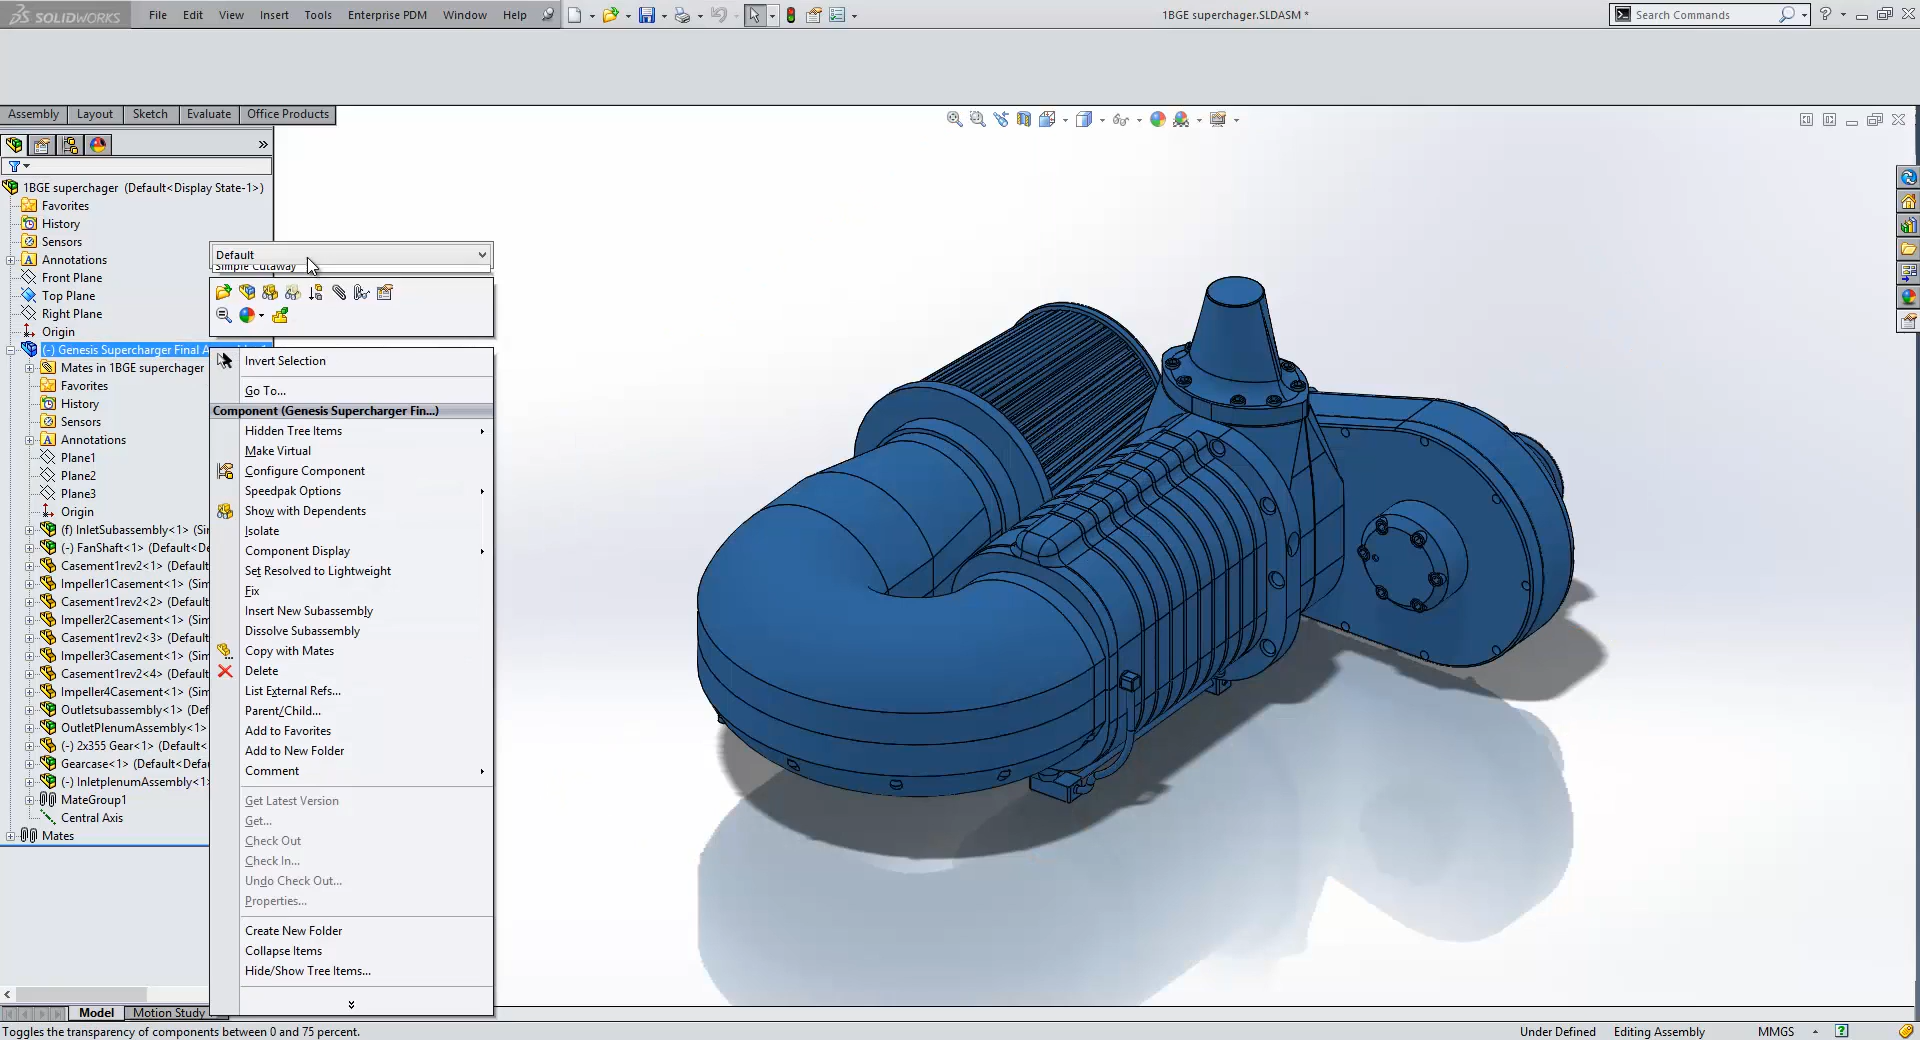 SOLIDWORKS File Edit View Insert Tools Enterprise PDM Window Help 1BGE superchager.SLDASM * Search Commands ?
Assembly Layout Sketch Evaluate Office Products
1BGE superchager (Default<Display State-1>)
Favorites
History
Sensors
Annotations
Front Plane
Top Plane
Right Plane
Origin
(-) Genesis Supercharger Final A
Mates in 1BGE superchager
Favorites
History
Sensors
Annotations
Plane1
Plane2
Plane3
Origin
(f) InletSubassembly<1> (Si
(-) FanShaft<1> (Default<De
Casement1rev2<1> (Default
Impeller1Casement<1> (Sim
Casement1rev2<2> (Default
Impeller2Casement<1> (Sim
Casement1rev2<3> (Default
Impeller3Casement<1> (Sim
Casement1rev2<4> (Default
Impeller4Casement<1> (Sim
Outletsubassembly<1> (Def
OutletPlenumAssembly<1>
(-) 2x355 Gear<1> (Default<
Gearcase<1> (Default<Defau
(-) InletplenumAssembly<1>
MateGroup1
Central Axis
Mates
Default
Simple Cutaway
Invert Selection
Go To...
Component (Genesis Supercharger Fin...)
Hidden Tree Items
Make Virtual
Configure Component
Speedpak Options
Show with Dependents
Isolate
Component Display
Set Resolved to Lightweight
Fix
Insert New Subassembly
Dissolve Subassembly
Copy with Mates
Delete
List External Refs...
Parent/Child...
Add to Favorites
Add to New Folder
Comment
Get Latest Version
Get...
Check Out
Check In...
Undo Check Out...
Properties...
Create New Folder
Collapse Items
Hide/Show Tree Items...
Model Motion Study
Toggles the transparency of components between 0 and 75 percent. Under Defined Editing Assembly MMGS ?